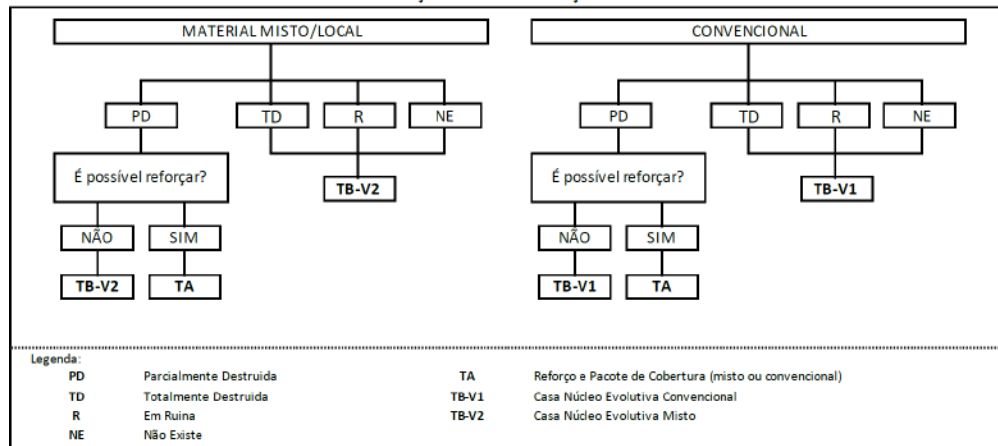 MATERIAL MISTO/LOCAL
PD TD R NE
É possível reforçar?
TB-V2
NÃO SIM
TB-V2 TA
CONVENCIONAL
PD TD R NE
É possível reforçar?
TB-V1
NÃO SIM
TB-V1 TA
Legenda:
PD Parcialmente Destruida
TD Totalmente Destruida
R Em Ruina
NE Não Existe
TA Reforço e Pacote de Cobertura (misto ou convencional)
TB-V1 Casa Núcleo Evolutiva Convencional
TB-V2 Casa Núcleo Evolutiva Misto